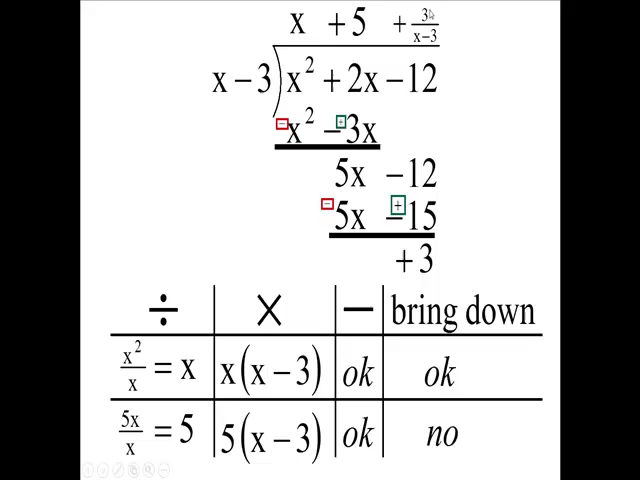 x + 5 + 3/(x−3)
x − 3 ) x² + 2x − 12
− x² − + 3x
5x − 12
− 5x − + 15
+ 3
÷ × − bring down
x²/x = x x(x − 3) ok ok
5x/x = 5 5(x − 3) ok no